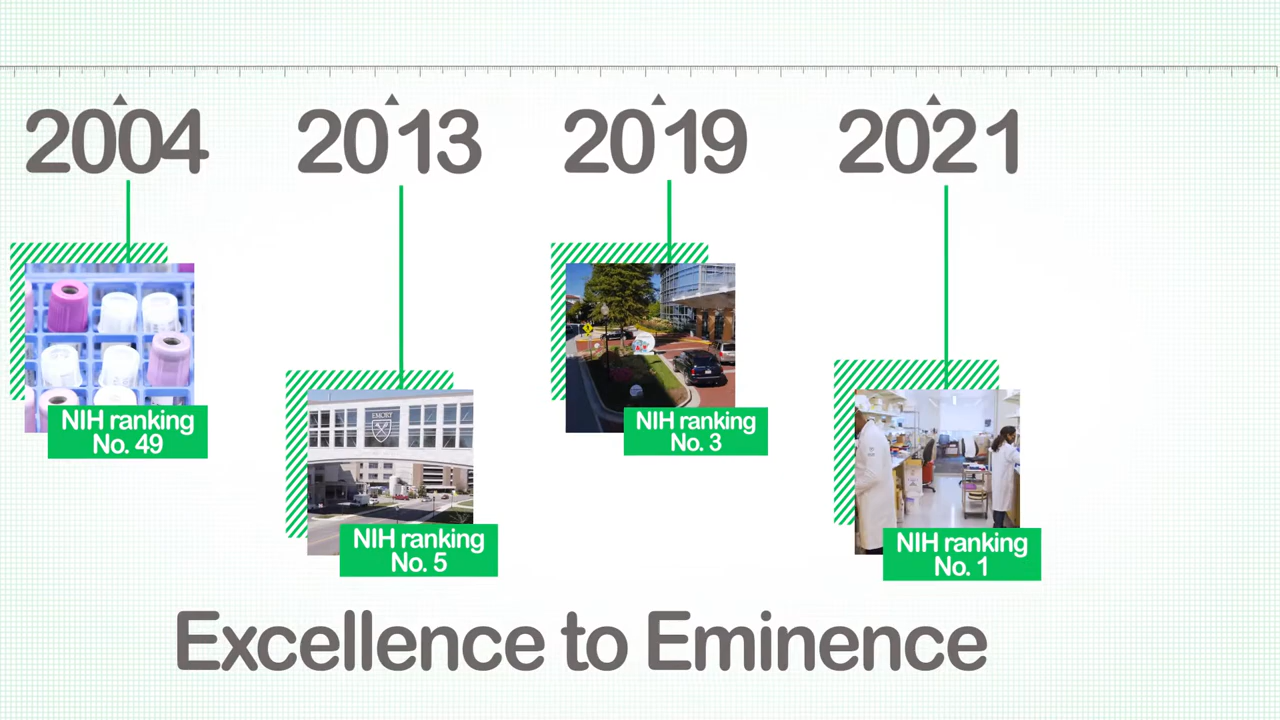 2004
2013
2019
2021
NIH ranking
No. 49
EMORY
NIH ranking
No. 5
NIH ranking
No. 3
NIH ranking
No. 1
Excellence to Eminence